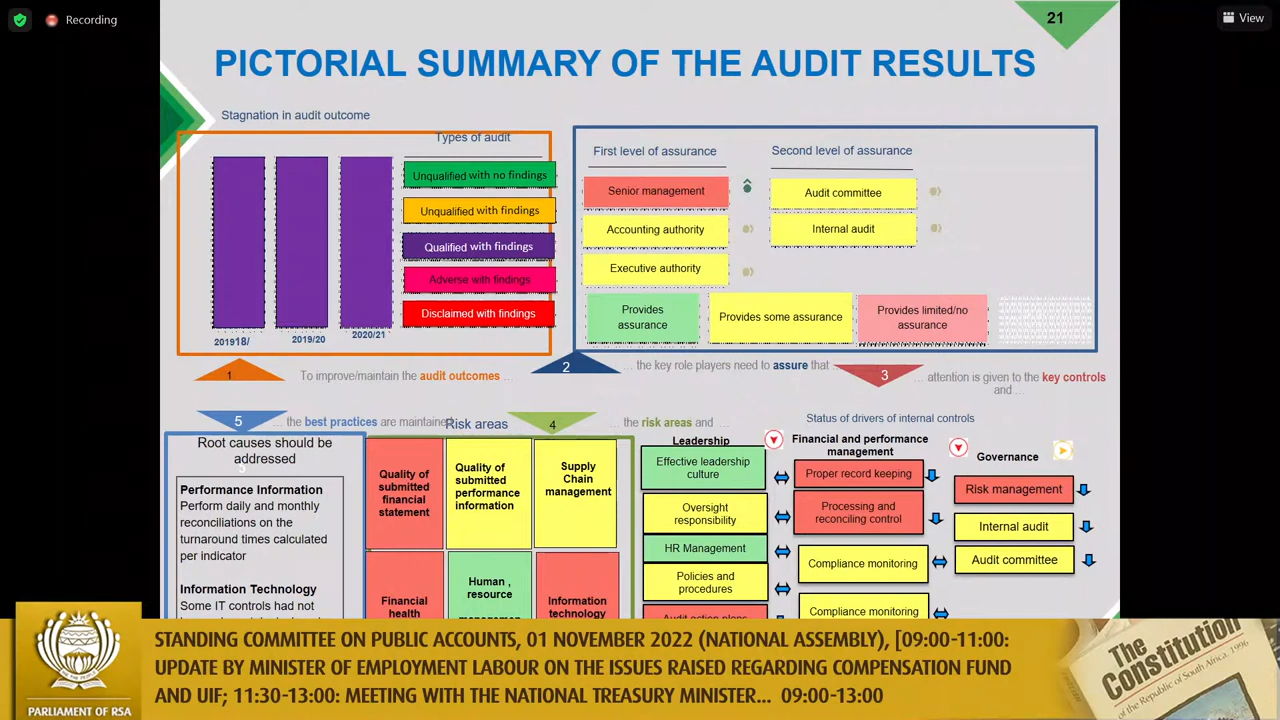 Recording
View
21
PICTORIAL SUMMARY OF THE AUDIT RESULTS
Stagnation in audit outcome
Types of audit
Unqualified with no findings
Unqualified with findings
Qualified with findings
Adverse with findings
Disclaimed with findings
201918/
2019/20
2020/21
First level of assurance
Second level of assurance
Senior management
Audit committee
Accounting authority
Internal audit
Executive authority
Provides
assurance
Provides some assurance
Provides limited/no
assurance
1
To improve/maintain the audit outcomes ...
2
... the key role players need to assure that ...
3
... attention is given to the key controls
and ...
5
... the best practices are maintained
Risk areas
4
... the risk areas and ...
Status of drivers of internal controls
Root causes should be
addressed
5
Performance Information
Perform daily and monthly
reconciliations on the
turnaround times calculated
per indicator
Information Technology
Some IT controls had not
Quality of
submitted
financial
statement
Quality of
submitted
performance
information
Supply
Chain
management
Financial
health
Human ,
resource
Information
technology
Leadership
Effective leadership
culture
Oversight
responsibility
HR Management
Policies and
procedures
Audit action plans
Financial and performance
management
Proper record keeping
Processing and
reconciling control
Compliance monitoring
Compliance monitoring
Governance
Risk management
Internal audit
Audit committee
PARLIAMENT OF RSA
STANDING COMMITTEE ON PUBLIC ACCOUNTS, 01 NOVEMBER 2022 (NATIONAL ASSEMBLY), [09:00-11:00:
UPDATE BY MINISTER OF EMPLOYMENT LABOUR ON THE ISSUES RAISED REGARDING COMPENSATION FUND
AND UIF; 11:30-13:00: MEETING WITH THE NATIONAL TREASURY MINISTER... 09:00-13:00
The
Constitution
of the Republic of South Africa, 1996